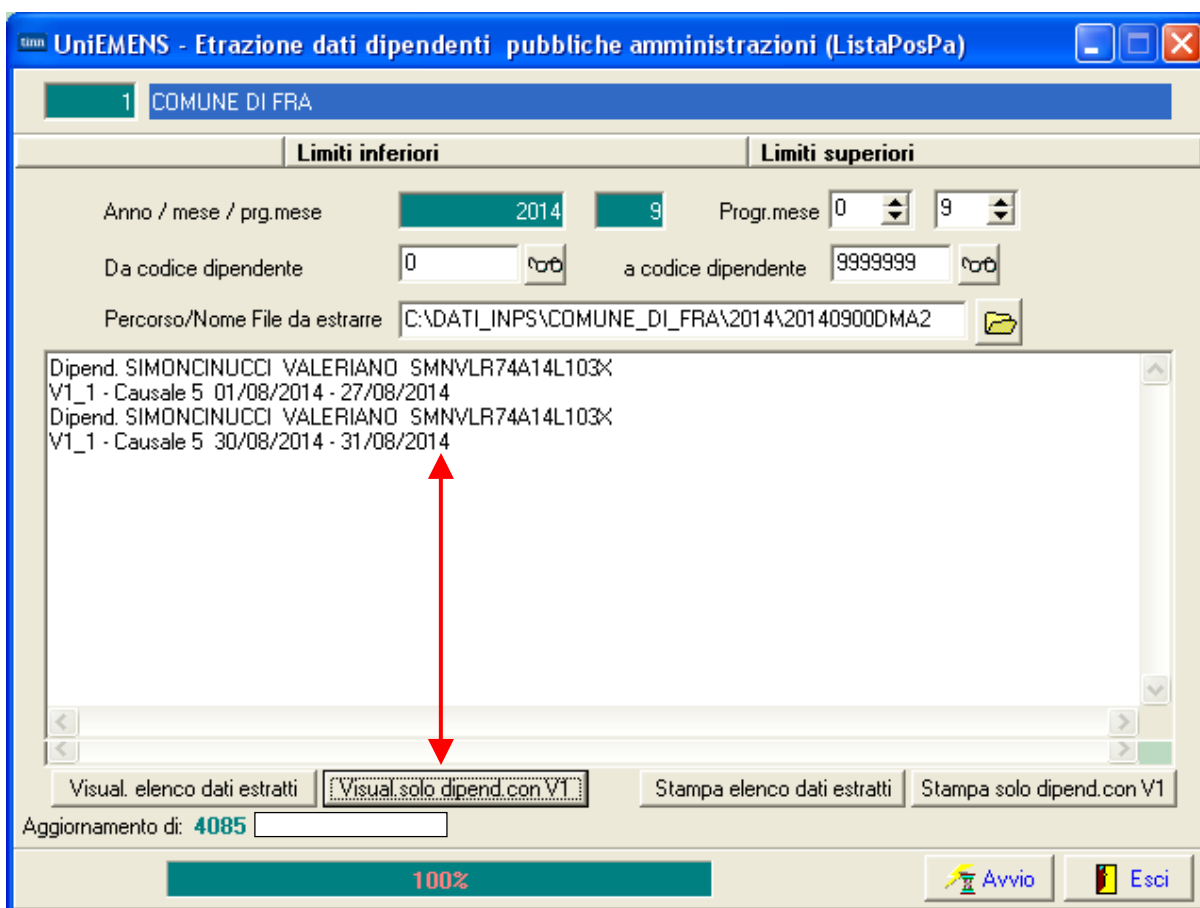 tinn UniEMENS - Etrazione dati dipendenti pubbliche amministrazioni (ListaPosPa)
1 COMUNE DI FRA
Limiti inferiori Limiti superiori
Anno / mese / prg.mese 2014 9 Progr.mese 0 9
Da codice dipendente 0 a codice dipendente 9999999
Percorso/Nome File da estrarre C:\DATI_INPS\COMUNE_DI_FRA\2014\20140900DMA2
Dipend. SIMONCINUCCI VALERIANO SMNVLR74A14L103X
V1_1 - Causale 5 01/08/2014 - 27/08/2014
Dipend. SIMONCINUCCI VALERIANO SMNVLR74A14L103X
V1_1 - Causale 5 30/08/2014 - 31/08/2014
Visual. elenco dati estratti Visual.solo dipend.con V1 Stampa elenco dati estratti Stampa solo dipend.con V1
Aggiornamento di: 4085
100% Avvio Esci